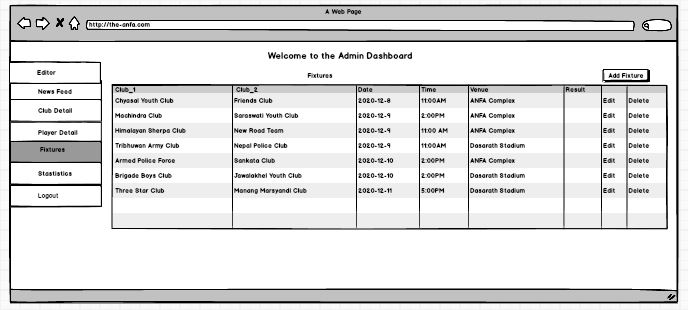 A Web Page
http://the-anfa.com
Welcome to the Admin Dashboard
Editor
News Feed
Club Detail
Player Detail
Fixtures
Stastistics
Logout
Fixtures
Add Fixture
Club_1 Club_2 Date Time Venue Result
Chyasal Youth Club Friends Club 2020-12-8 11:00AM ANFA Complex Edit Delete
Machindra Club Saraswati Youth Club 2020-12-9 2:00PM ANFA Complex Edit Delete
Himalayan Sherpa Club New Road Team 2020-12-9 11:00 AM ANFA Complex Edit Delete
Tribhuwan Army Club Nepal Police Club 2020-12-9 11:00AM Dasarath Stadium Edit Delete
Armed Police Force Sankata Club 2020-12-10 2:00PM ANFA Complex Edit Delete
Brigade Boys Club Jawalakhel Youth Club 2020-12-10 2:00PM Dasarath Stadium Edit Delete
Three Star Club Manang Marsyandi Club 2020-12-11 5:00PM Dasarath Stadium Edit Delete